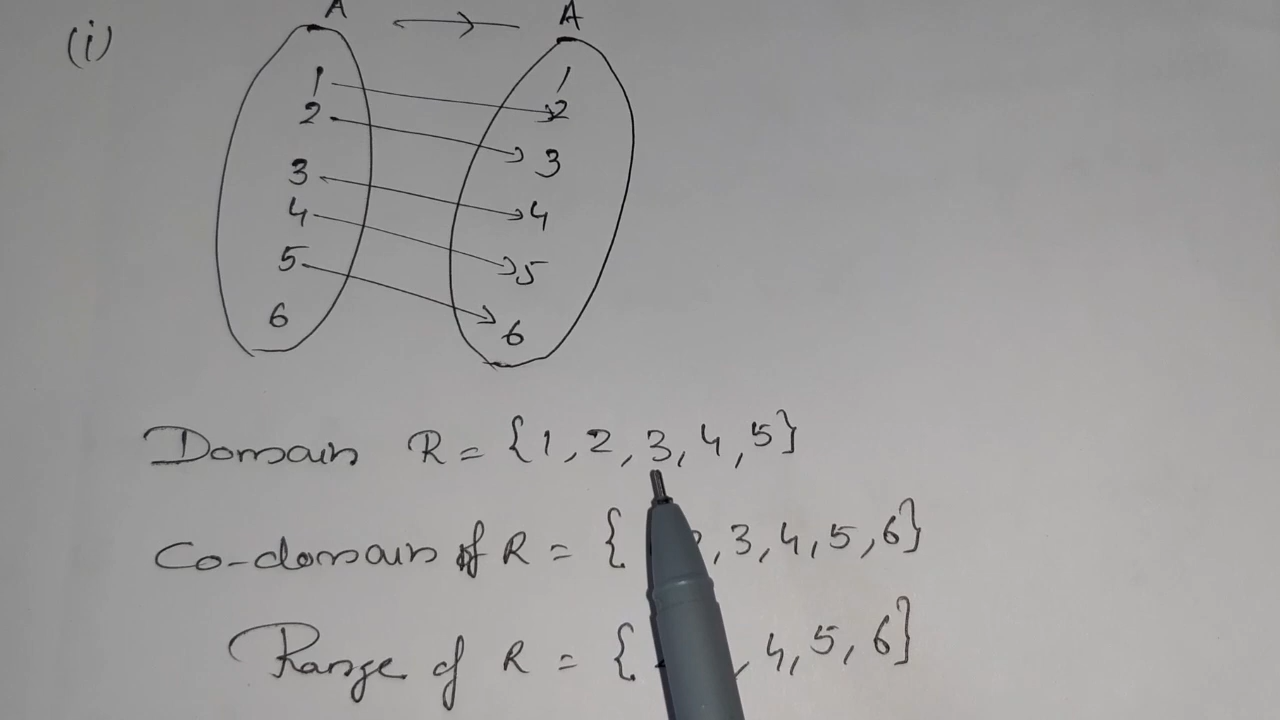 (i) A A
1 1
2 2
3 3
4 4
5 5
6 6
Domain R = {1, 2, 3, 4, 5}
Co-domain of R = { , 3, 4, 5, 6}
Range of R = { , 4, 5, 6}